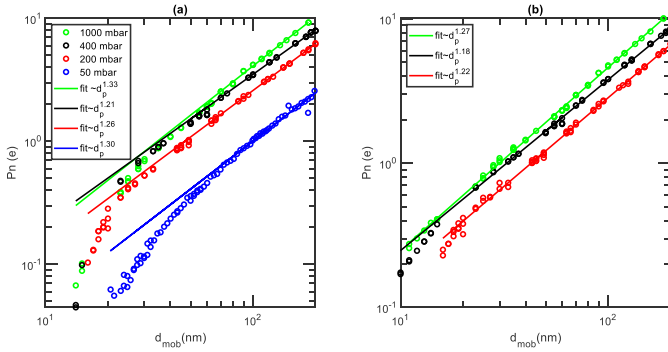 (a)
1000 mbar
400 mbar
200 mbar
50 mbar
fit~d_p^1.33
fit~d_p^1.21
fit~d_p^1.26
fit~d_p^1.30
Pn (e)
10^1
10^0
10^-1
10^1
10^2
d_mob(nm)
(b)
fit~d_p^1.27
fit~d_p^1.18
fit~d_p^1.22
10^1
10^0
10^-1
10^1
10^2
d_mob(nm)